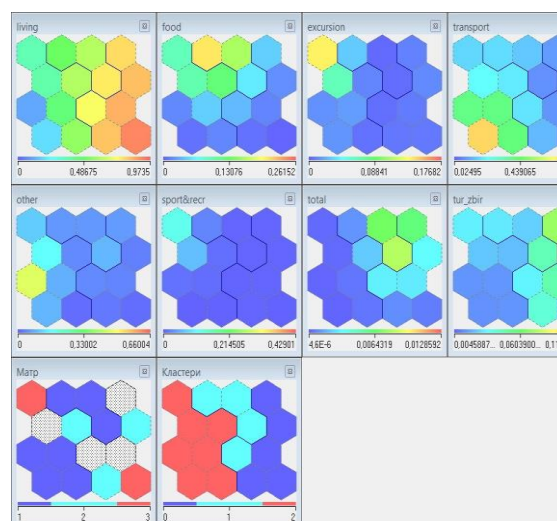 living
food
excursion
transport
0
0,48675
0,9735
0
0,13076
0,26152
0
0,08841
0,17682
0,02495
0,439065
other
sport&recr
total
tur_zbir
0
0,33002
0,66004
0
0,214505
0,42901
4,6E-6
0,0064319
0,0128592
0,0045887...
0,0603900...
0,11
Матр
Кластери
1
2
3
0
1
2